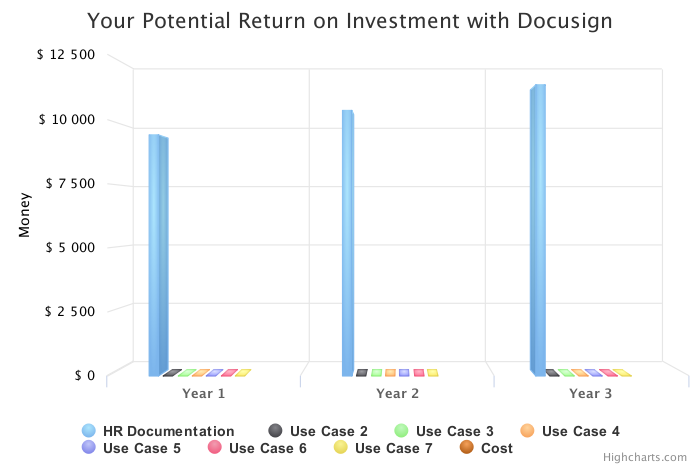 Your Potential Return on Investment with Docusign
$ 12 500
$ 10 000
$ 7 500
$ 5 000
$ 2 500
$ 0
Money
Year 1 Year 2 Year 3
HR Documentation Use Case 2 Use Case 3 Use Case 4
Use Case 5 Use Case 6 Use Case 7 Cost
Highcharts.com